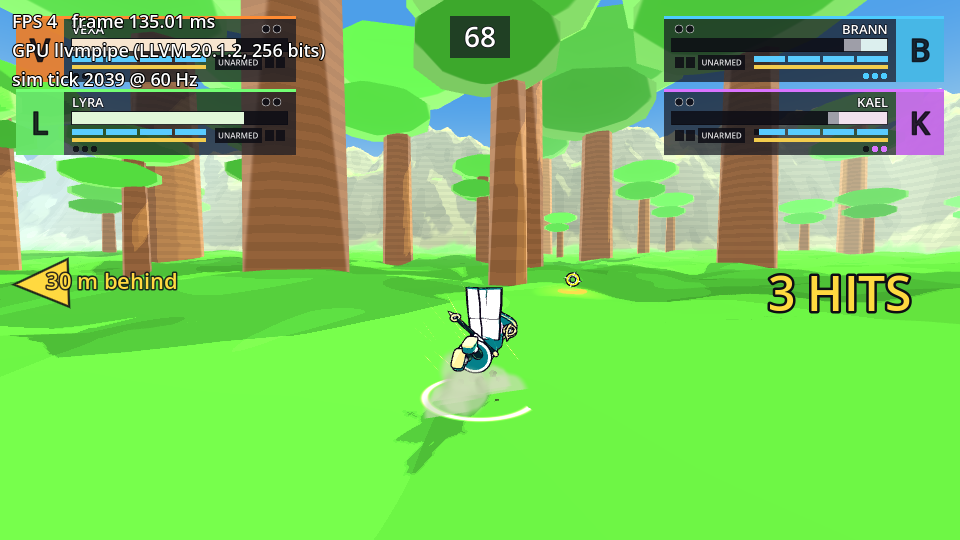 FPS 4   frame 135.01 ms
V VEXA
GPU llvmpipe (LLVM 20.1.2, 256 bits)
UNARMED
sim tick 2039 @ 60 Hz
L LYRA
UNARMED
68
BRANN B
UNARMED
KAEL K
UNARMED
30 m behind
3 HITS